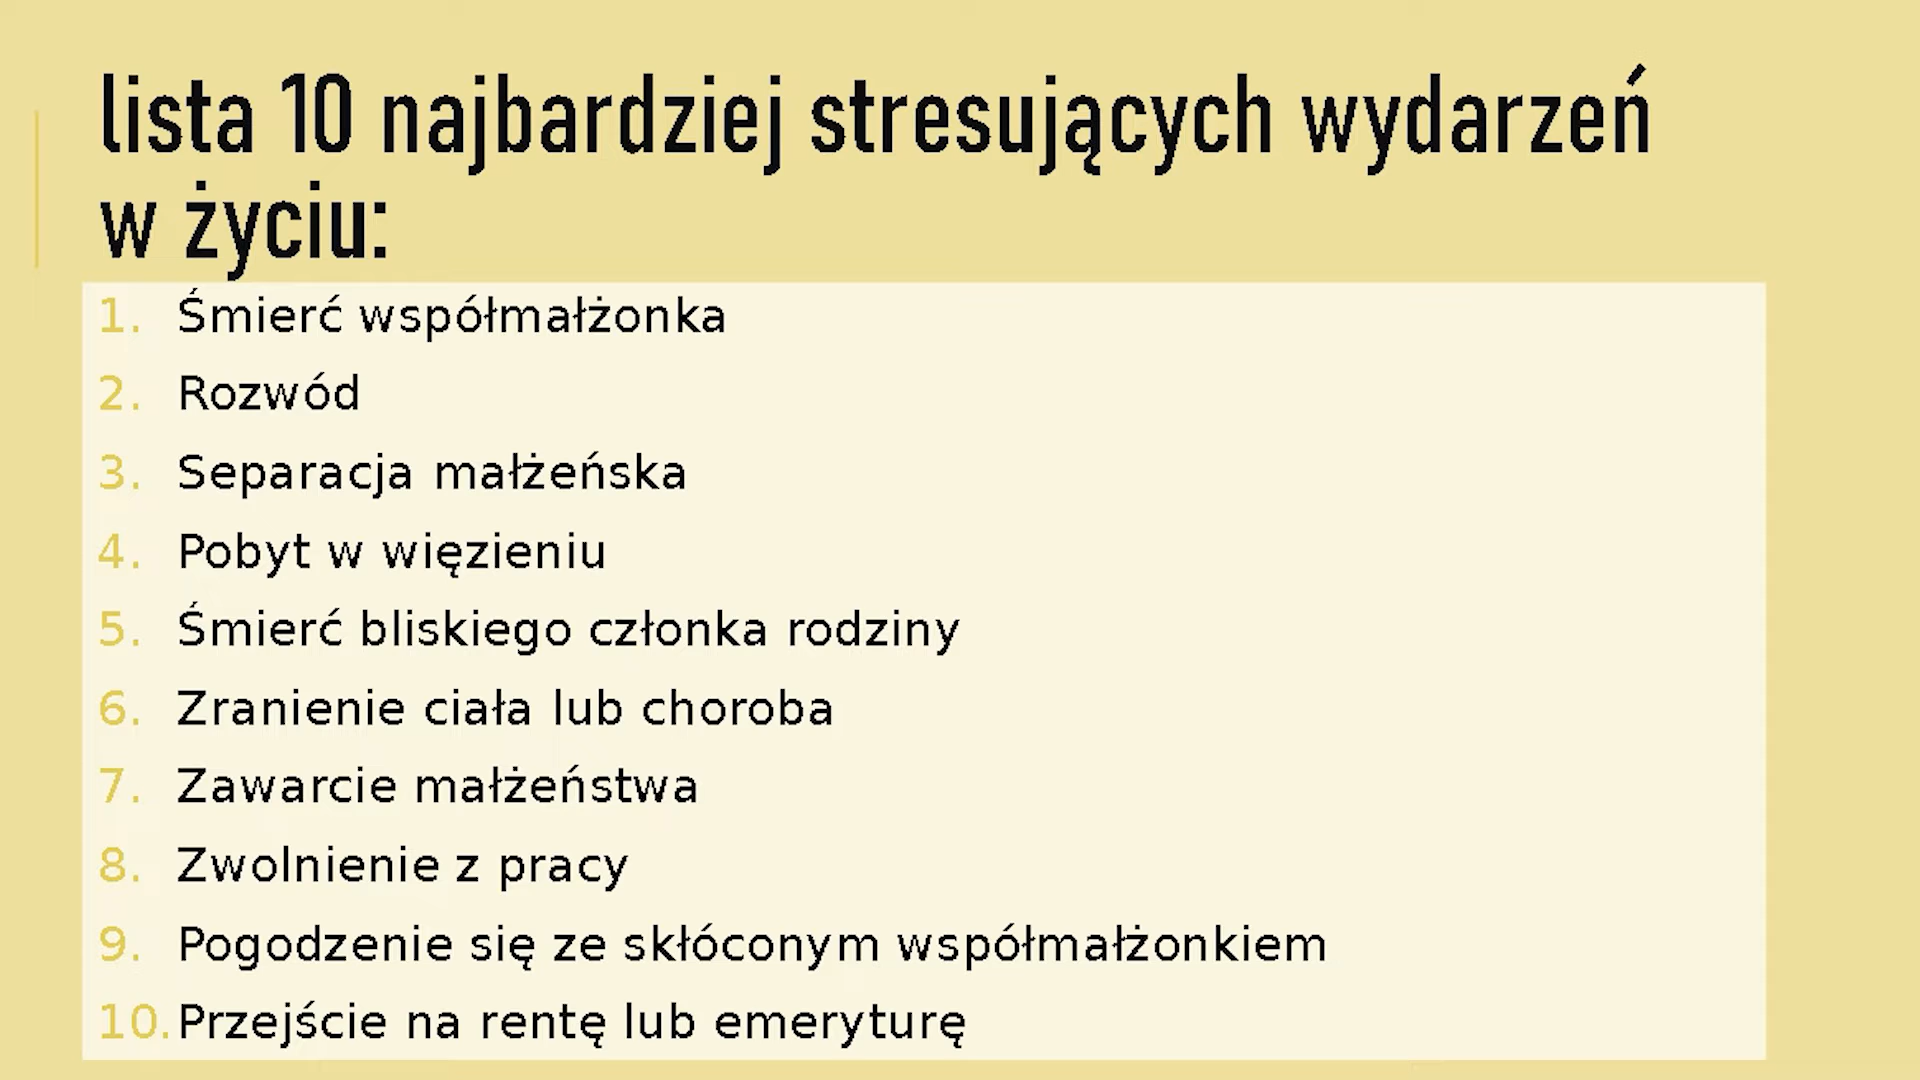 lista 10 najbardziej stresujących wydarzeń
w życiu:
1. Śmierć współmałżonka
2. Rozwód
3. Separacja małżeńska
4. Pobyt w więzieniu
5. Śmierć bliskiego członka rodziny
6. Zranienie ciała lub choroba
7. Zawarcie małżeństwa
8. Zwolnienie z pracy
9. Pogodzenie się ze skłóconym współmałżonkiem
10. Przejście na rentę lub emeryturę